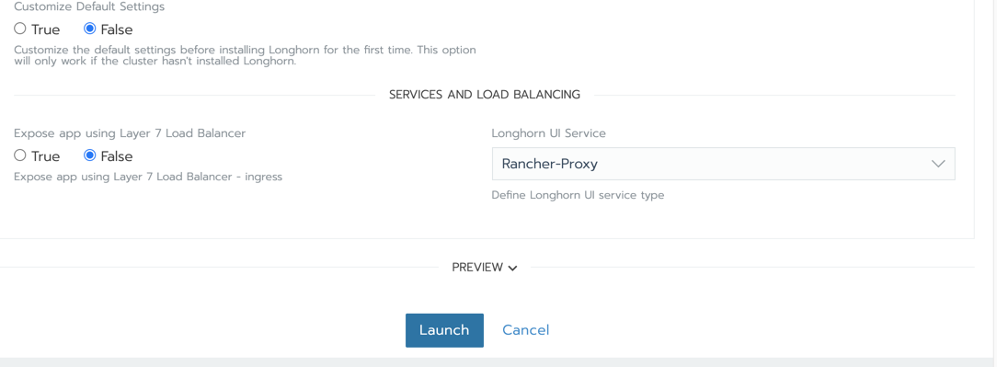 Customize Default Settings
True False
Customize the default settings before installing Longhorn for the first time. This option
will only work if the cluster hasn't installed Longhorn.
SERVICES AND LOAD BALANCING
Expose app using Layer 7 Load Balancer
True False
Expose app using Layer 7 Load Balancer - ingress
Longhorn UI Service
Rancher-Proxy
Define Longhorn UI service type
PREVIEW
Launch Cancel